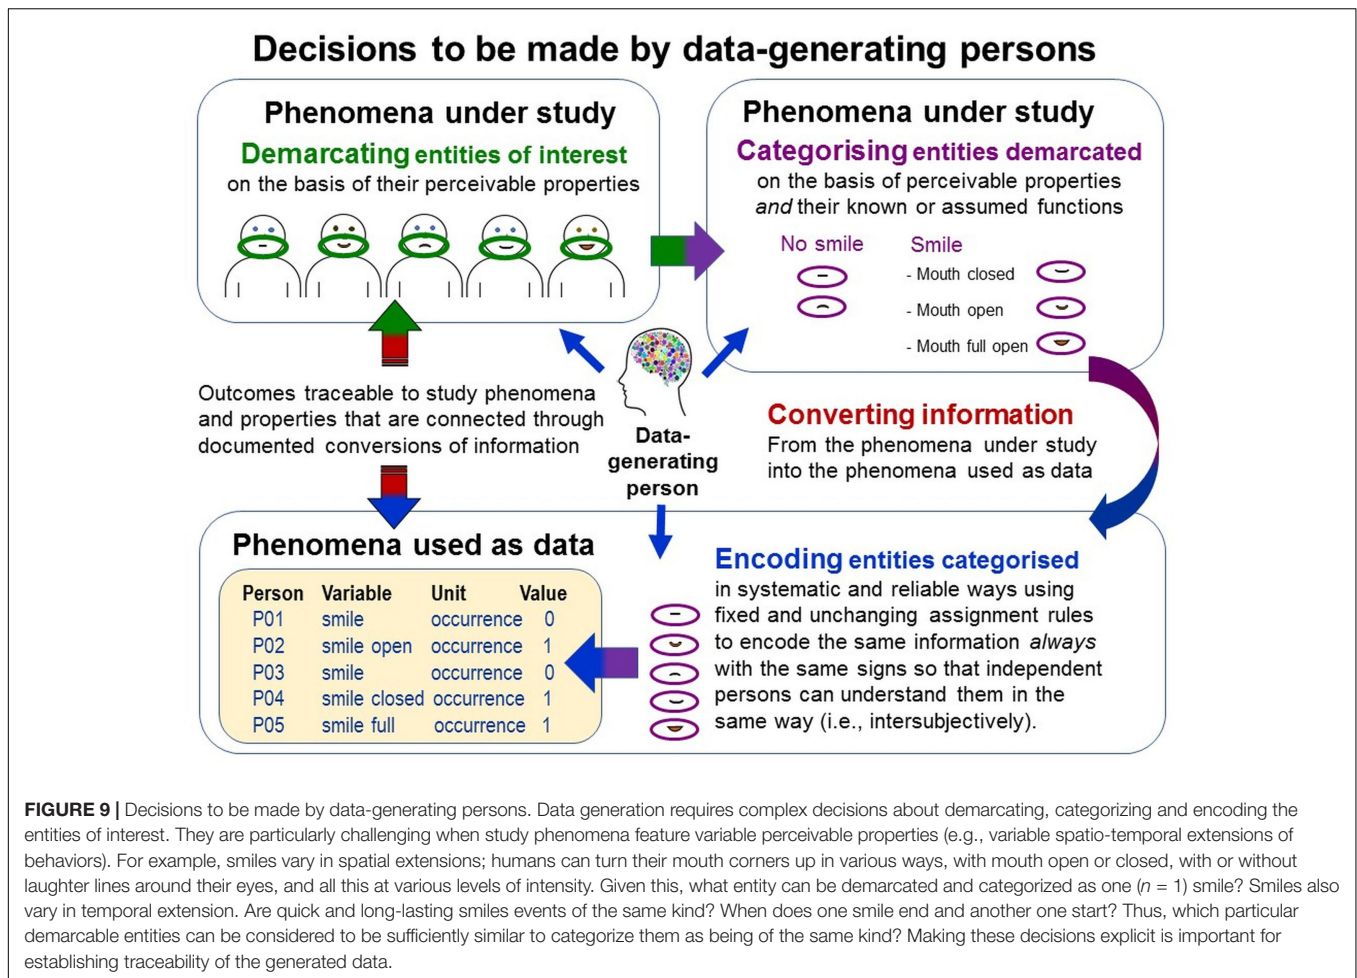 Decisions to be made by data-generating persons
Phenomena under study
Demarcating entities of interest
on the basis of their perceivable properties
Phenomena under study
Categorising entities demarcated
on the basis of perceivable properties
and their known or assumed functions
No smile
Smile
- Mouth closed
- Mouth open
- Mouth full open
Outcomes traceable to study phenomena
and properties that are connected through
documented conversions of information
Data-
generating
person
Converting information
From the phenomena under study
into the phenomena used as data
Phenomena used as data
Person Variable Unit Value
P01 smile occurrence 0
P02 smile open occurrence 1
P03 smile occurrence 0
P04 smile closed occurrence 1
P05 smile full occurrence 1
Encoding entities categorised
in systematic and reliable ways using
fixed and unchanging assignment rules
to encode the same information always
with the same signs so that independent
persons can understand them in the
same way (i.e., intersubjectively).
FIGURE 9 | Decisions to be made by data-generating persons. Data generation requires complex decisions about demarcating, categorizing and encoding the
entities of interest. They are particularly challenging when study phenomena feature variable perceivable properties (e.g., variable spatio-temporal extensions of
behaviors). For example, smiles vary in spatial extensions; humans can turn their mouth corners up in various ways, with mouth open or closed, with or without
laughter lines around their eyes, and all this at various levels of intensity. Given this, what entity can be demarcated and categorized as one (n = 1) smile? Smiles also
vary in temporal extension. Are quick and long-lasting smiles events of the same kind? When does one smile end and another one start? Thus, which particular
demarcable entities can be considered to be sufficiently similar to categorize them as being of the same kind? Making these decisions explicit is important for
establishing traceability of the generated data.